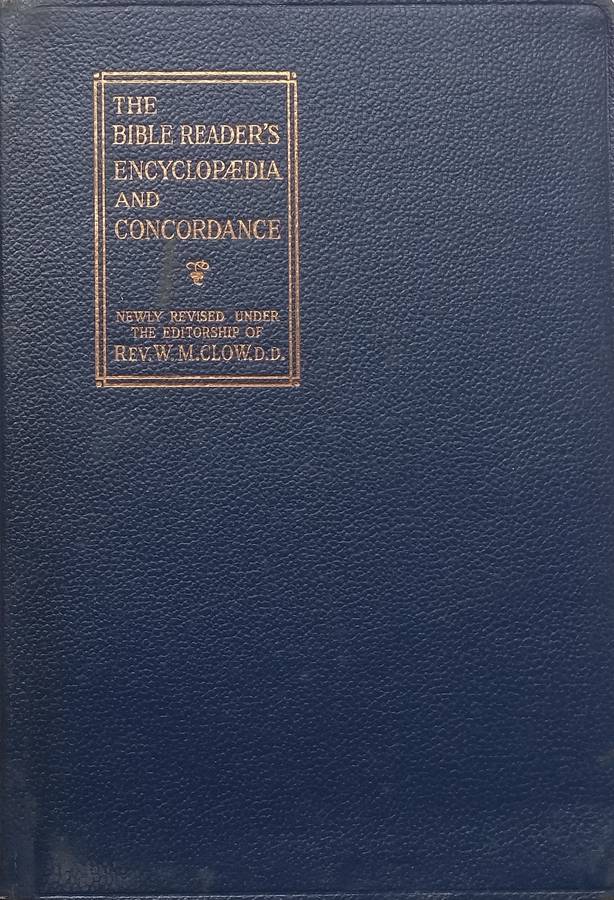 THE
BIBLE READER'S
ENCYCLOPÆDIA
AND
CONCORDANCE
NEWLY REVISED UNDER
THE EDITORSHIP OF
REV. W. M. CLOW. D.D.